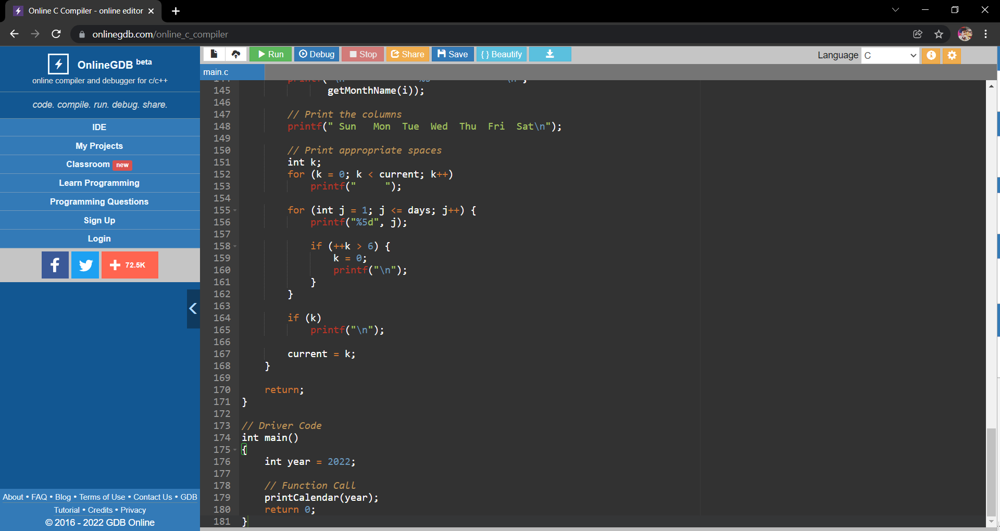 Online C Compiler - online editor
onlinegdb.com/online_c_compiler
OnlineGDB beta
online compiler and debugger for c/c++
code. compile. run. debug. share.
IDE
My Projects
Classroom new
Learn Programming
Programming Questions
Sign Up
Login
72.5K
About • FAQ • Blog • Terms of Use • Contact Us • GDB
Tutorial • Credits • Privacy
© 2016 - 2022 GDB Online
Run Debug Stop Share Save { } Beautify
Language C
main.c
145 getMonthName(i));
146
147 // Print the columns
148 printf(" Sun   Mon  Tue  Wed  Thu  Fri  Sat\n");
149
150 // Print appropriate spaces
151 int k;
152 for (k = 0; k < current; k++)
153 printf("     ");
154
155 for (int j = 1; j <= days; j++) {
156 printf("%5d", j);
157
158 if (++k > 6) {
159 k = 0;
160 printf("\n");
161 }
162 }
163
164 if (k)
165 printf("\n");
166
167 current = k;
168 }
169
170 return;
171 }
172
173 // Driver Code
174 int main()
175 {
176 int year = 2022;
177
178 // Function Call
179 printCalendar(year);
180 return 0;
181 }